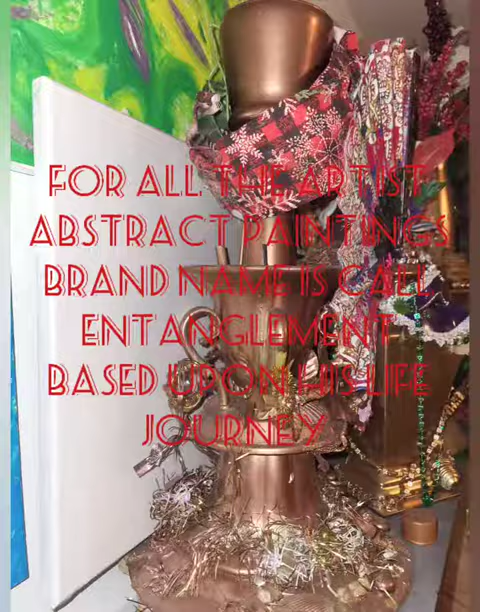 FOR ALL THE ARTIST
ABSTRACT PAINTINGS
BRAND NAME IS CALL
ENTANGLEMENT
BASED UPON HIS LIFE
JOURNEY